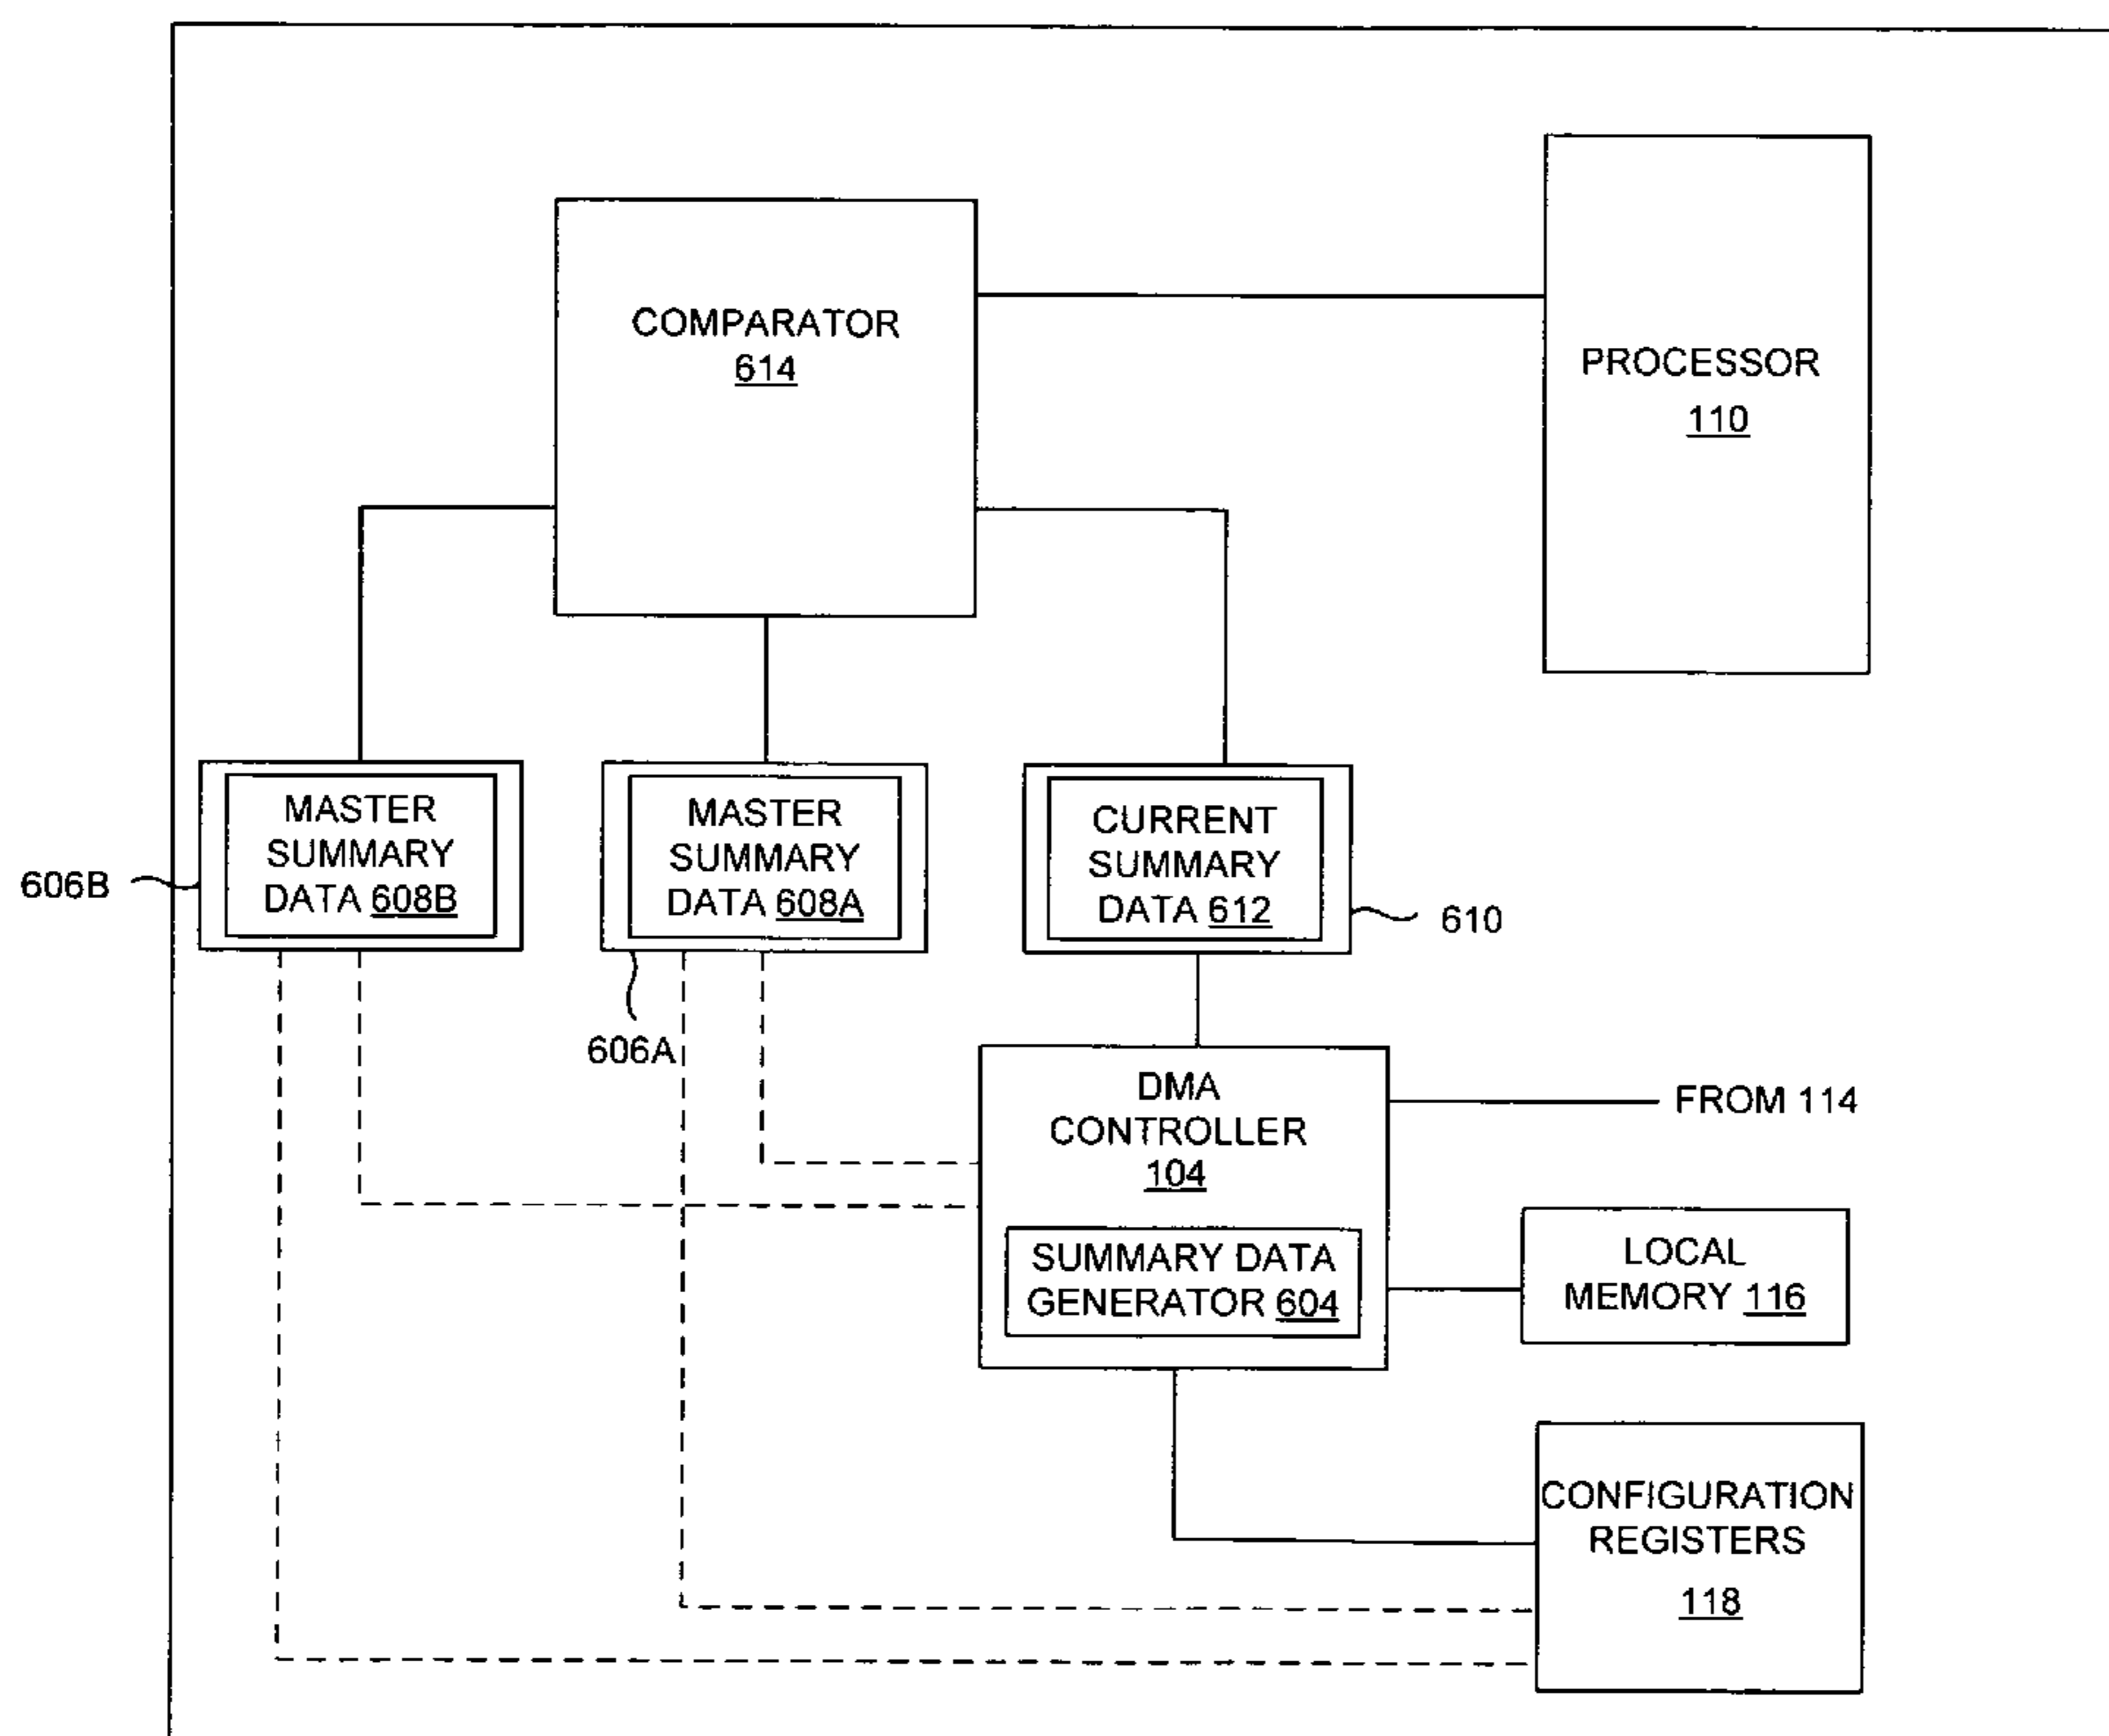 COMPARATOR
614
PROCESSOR
110
MASTER
SUMMARY
DATA 608B
MASTER
SUMMARY
DATA 608A
CURRENT
SUMMARY
DATA 612
606B
610
606A
DMA
CONTROLLER
104
FROM 114
SUMMARY DATA
GENERATOR 604
LOCAL
MEMORY 116
CONFIGURATION
REGISTERS
118